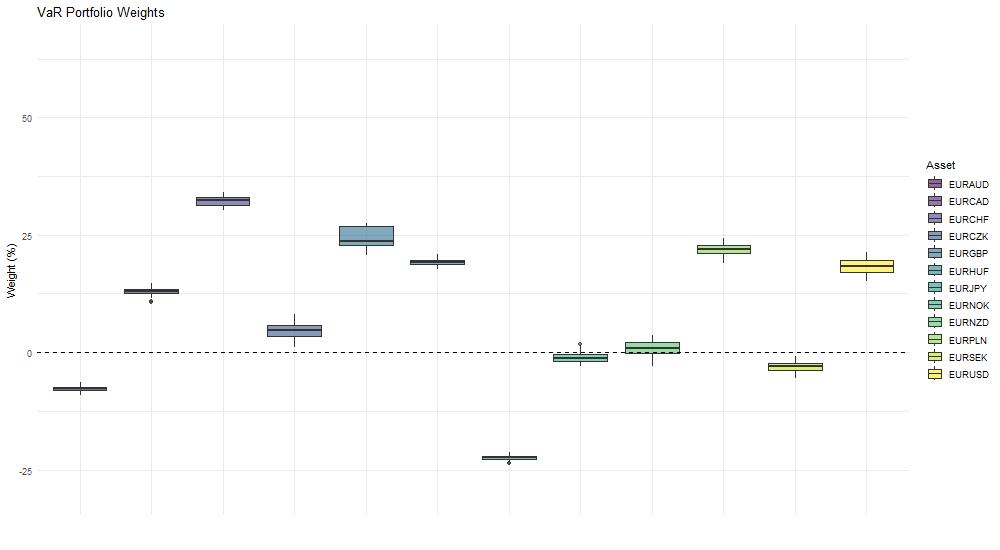 VaR Portfolio Weights
Weight (%)
50
25
0
-25
Asset
EURAUD
EURCAD
EURCHF
EURCZK
EURGBP
EURHUF
EURJPY
EURNOK
EURNZD
EURPLN
EURSEK
EURUSD